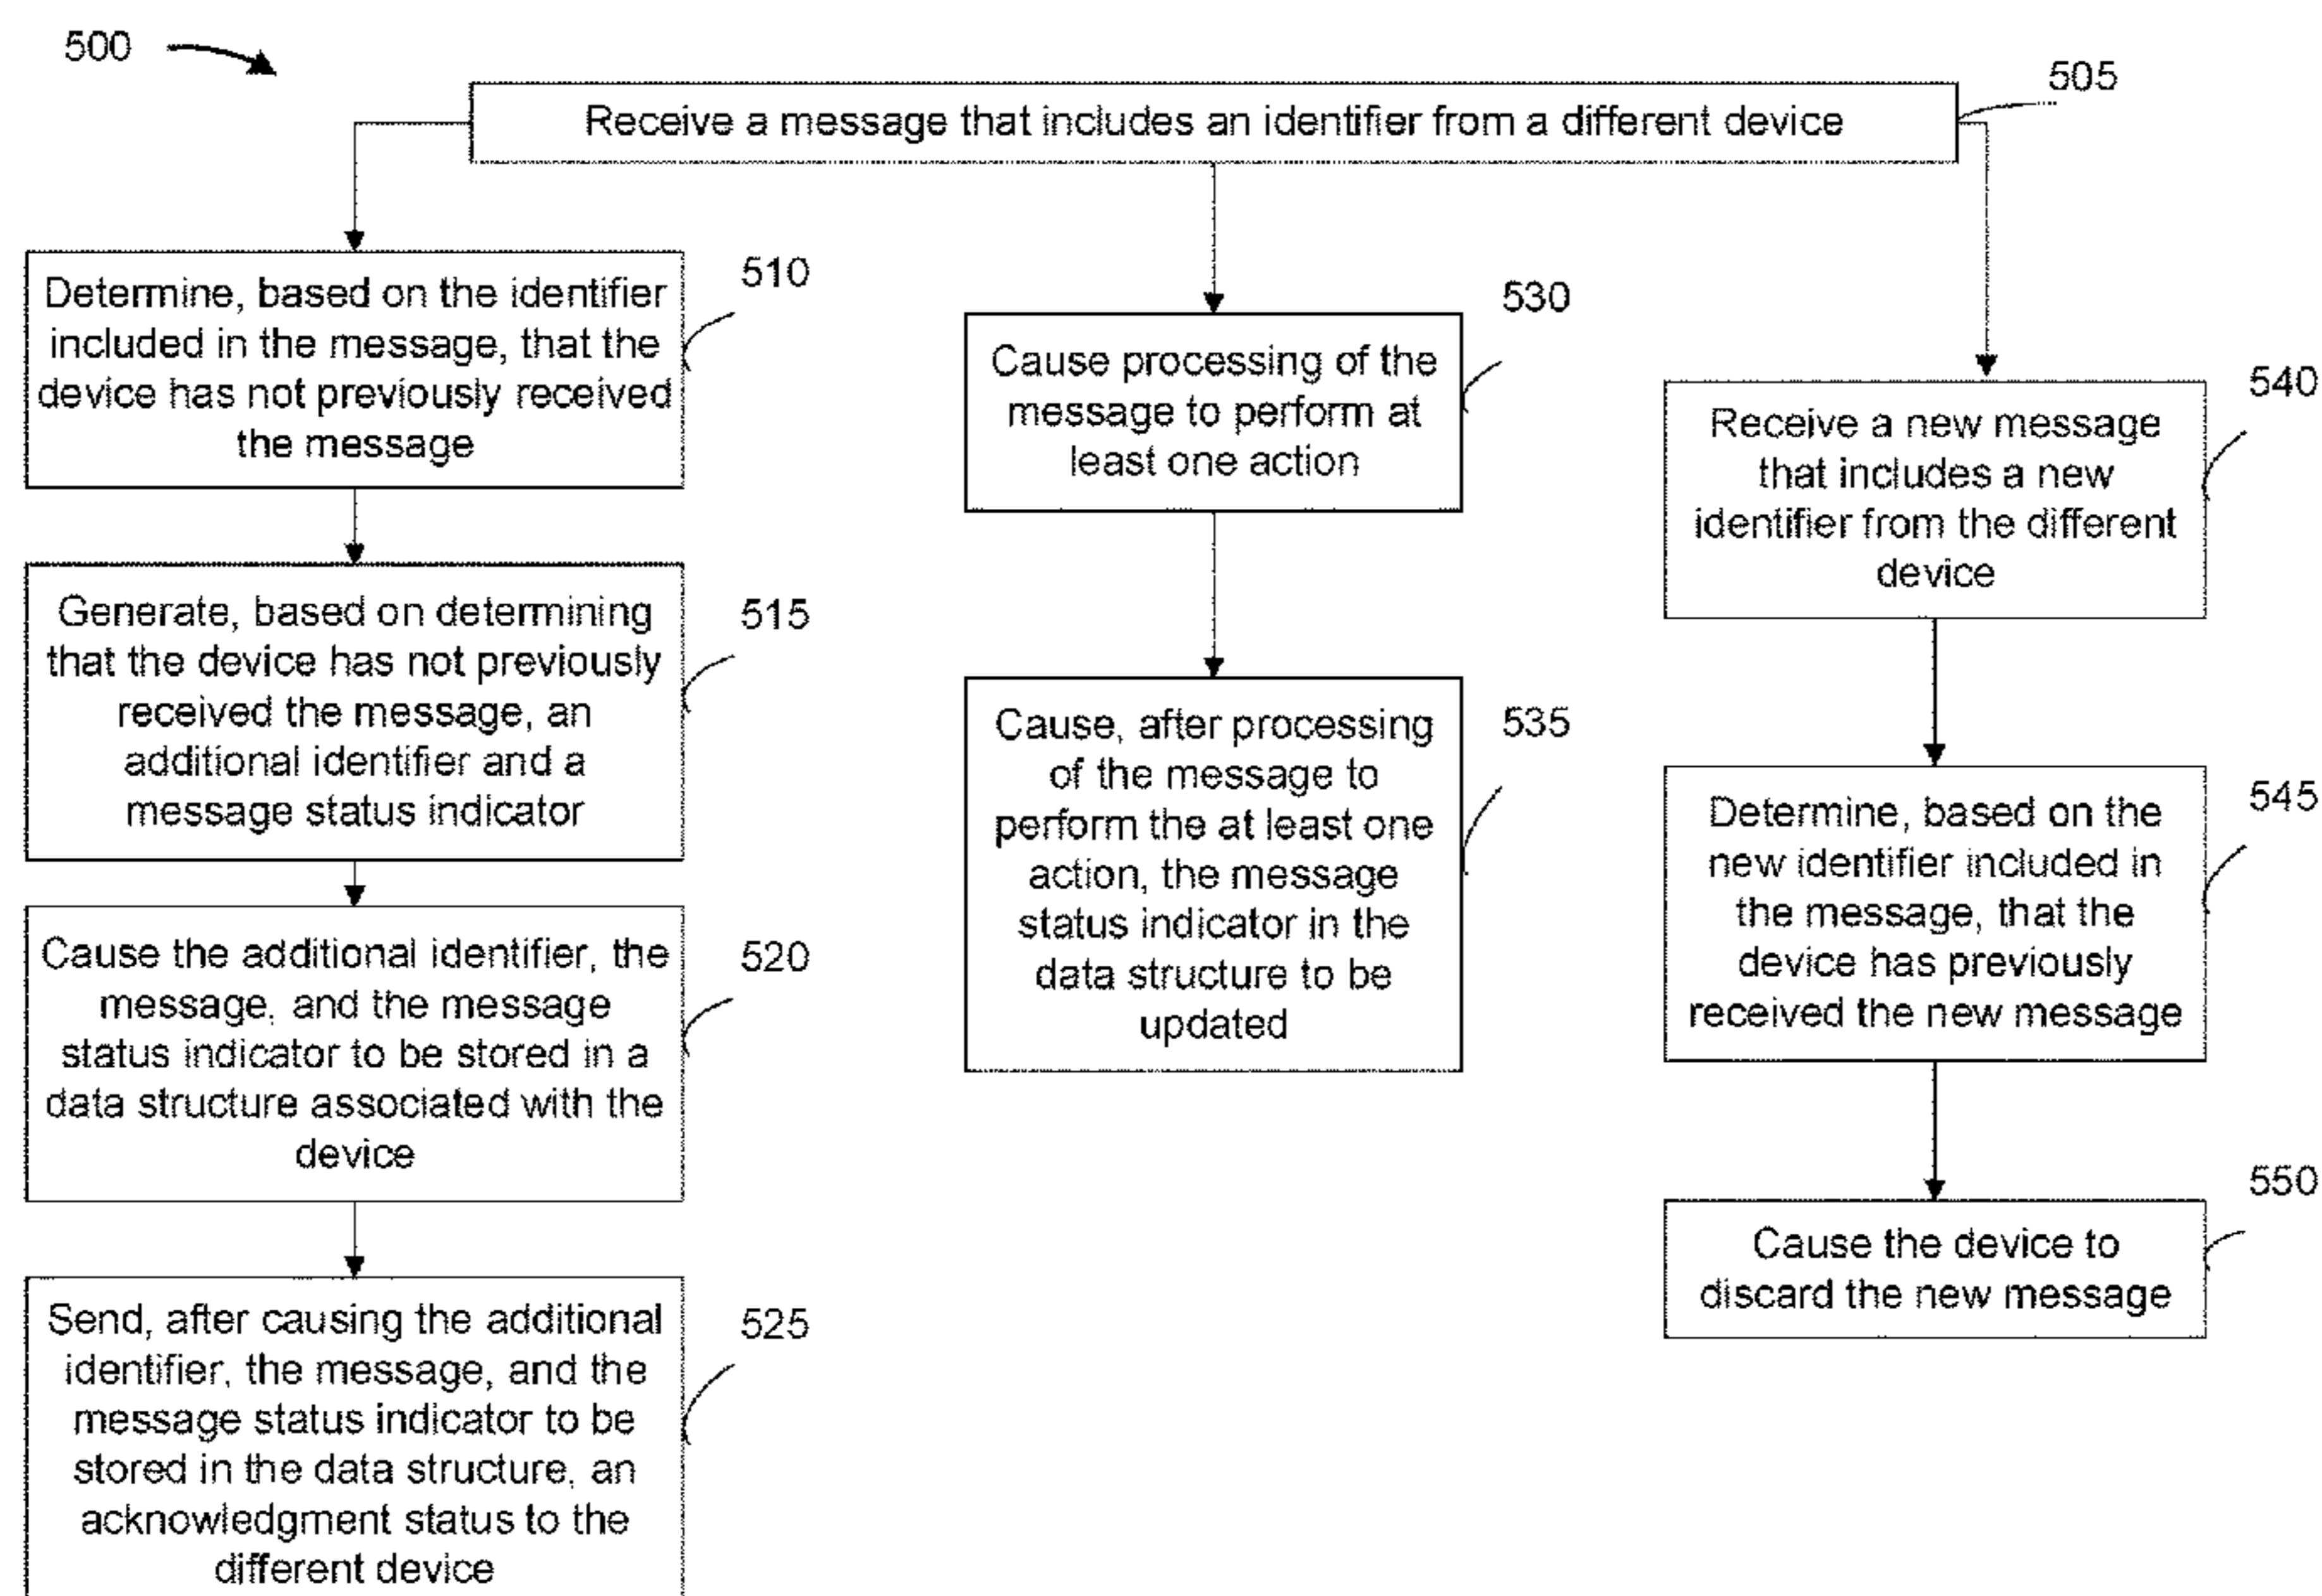 500
505
Receive a message that includes an identifier from a different device
510
Determine, based on the identifier
included in the message, that the
device has not previously received
the message
515
Generate, based on determining
that the device has not previously
received the message, an
additional identifier and a
message status indicator
520
Cause the additional identifier, the
message, and the message
status indicator to be stored in a
data structure associated with the
device
525
Send, after causing the additional
identifier, the message, and the
message status indicator to be
stored in the data structure, an
acknowledgment status to the
different device
530
Cause processing of the
message to perform at
least one action
535
Cause, after processing
of the message to
perform the at least one
action, the message
status indicator in the
data structure to be
updated
540
Receive a new message
that includes a new
identifier from the different
device
545
Determine, based on the
new identifier included in
the message, that the
device has previously
received the new message
550
Cause the device to
discard the new message